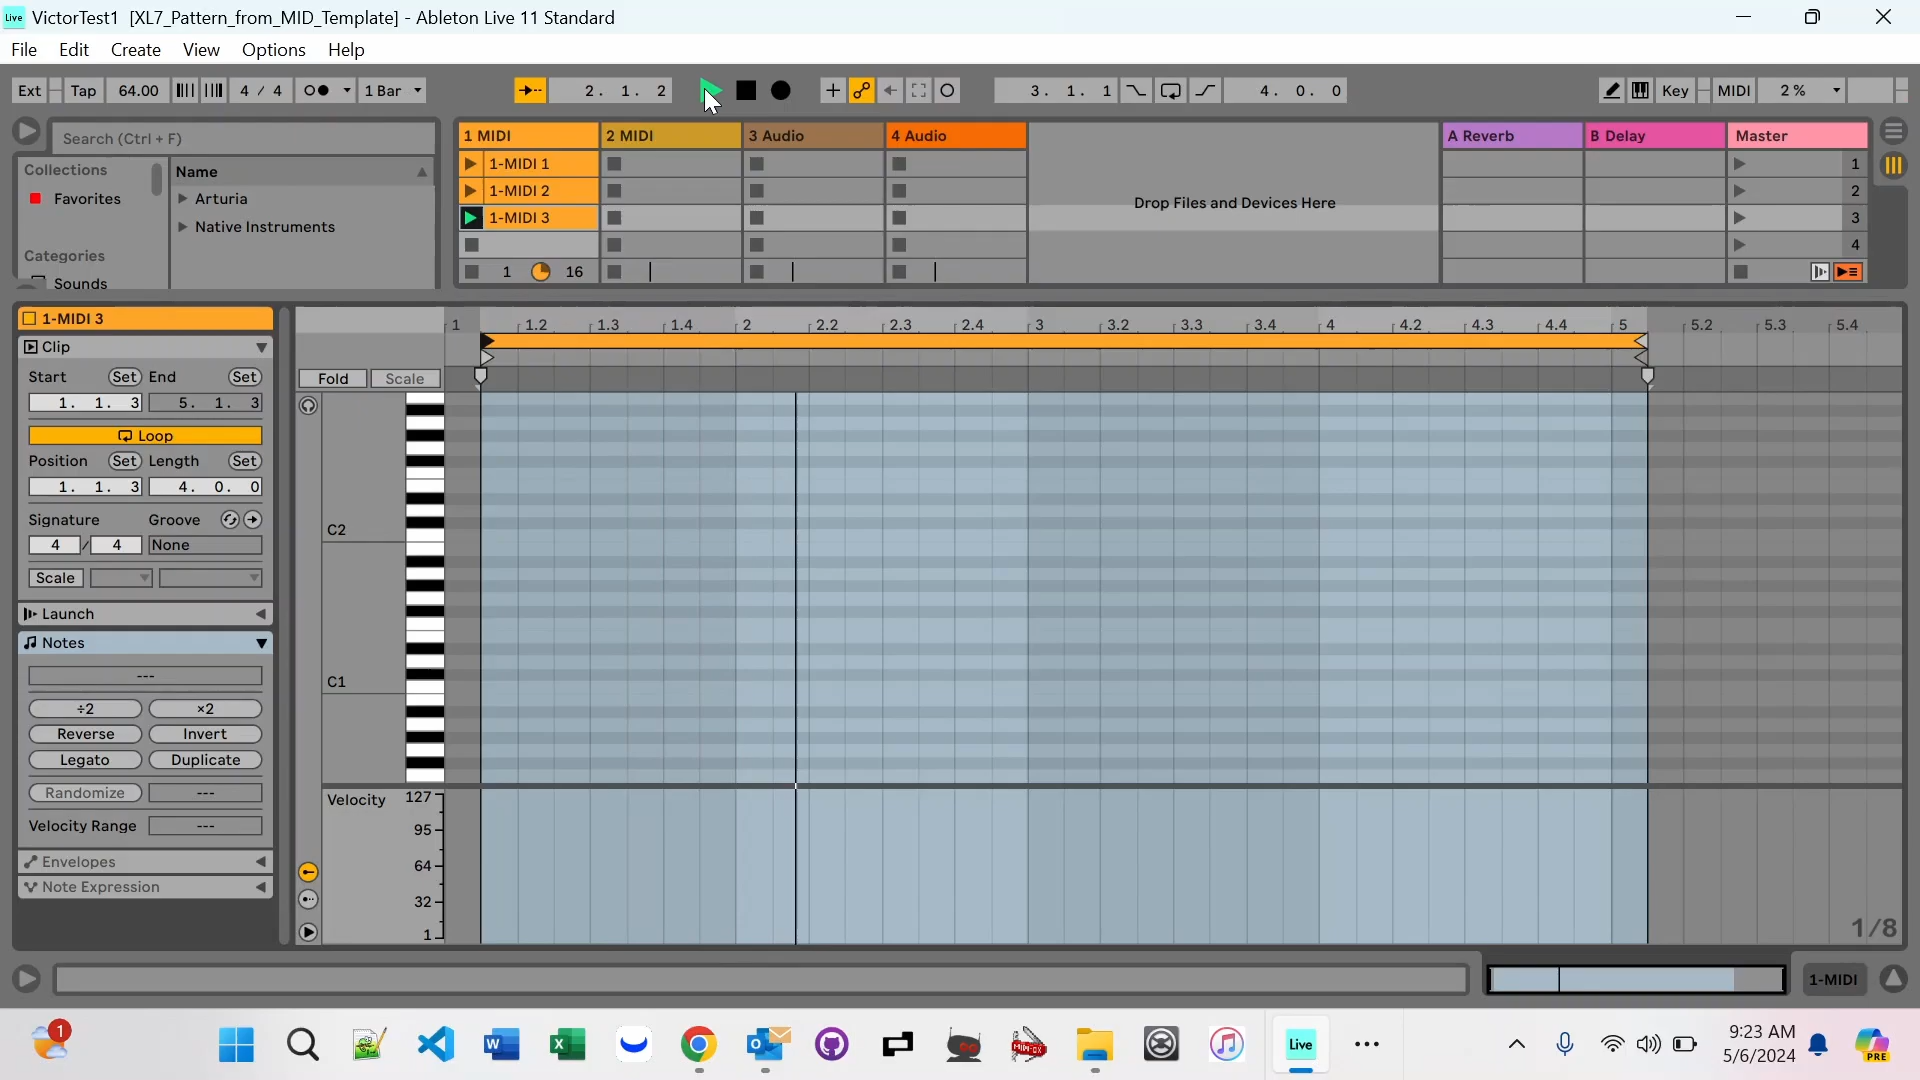 VictorTest1 [XL7_Pattern_from_MID_Template] - Ableton Live 11 Standard
File Edit Create View Options Help
Ext Tap 64.00 4 / 4 1 Bar 2. 1. 2 3. 1. 1 4. 0. 0 Key MIDI 2 %
Search (Ctrl + F)
Collections
Favorites
Categories
Sounds
Name
Arturia
Native Instruments
1 MIDI 2 MIDI 3 Audio 4 Audio A Reverb B Delay Master
1-MIDI 1 1
1-MIDI 2 2
1-MIDI 3 3
4
1 16
Drop Files and Devices Here
1-MIDI 3
Clip
Start Set End Set
1. 1. 3 5. 1. 3
Loop
Position Set Length Set
1. 1. 3 4. 0. 0
Signature Groove
4 / 4 None
Scale
Launch
Notes
---
÷2 ×2
Reverse Invert
Legato Duplicate
Randomize ---
Velocity Range ---
Envelopes
Note Expression
1 1.2 1.3 1.4 2 2.2 2.3 2.4 3 3.2 3.3 3.4 4 4.2 4.3 4.4 5 5.2 5.3 5.4
Fold Scale
C2
C1
Velocity 127
95
64
32
1
1/8
1-MIDI
1
Live
9:23 AM
5/6/2024
PRE